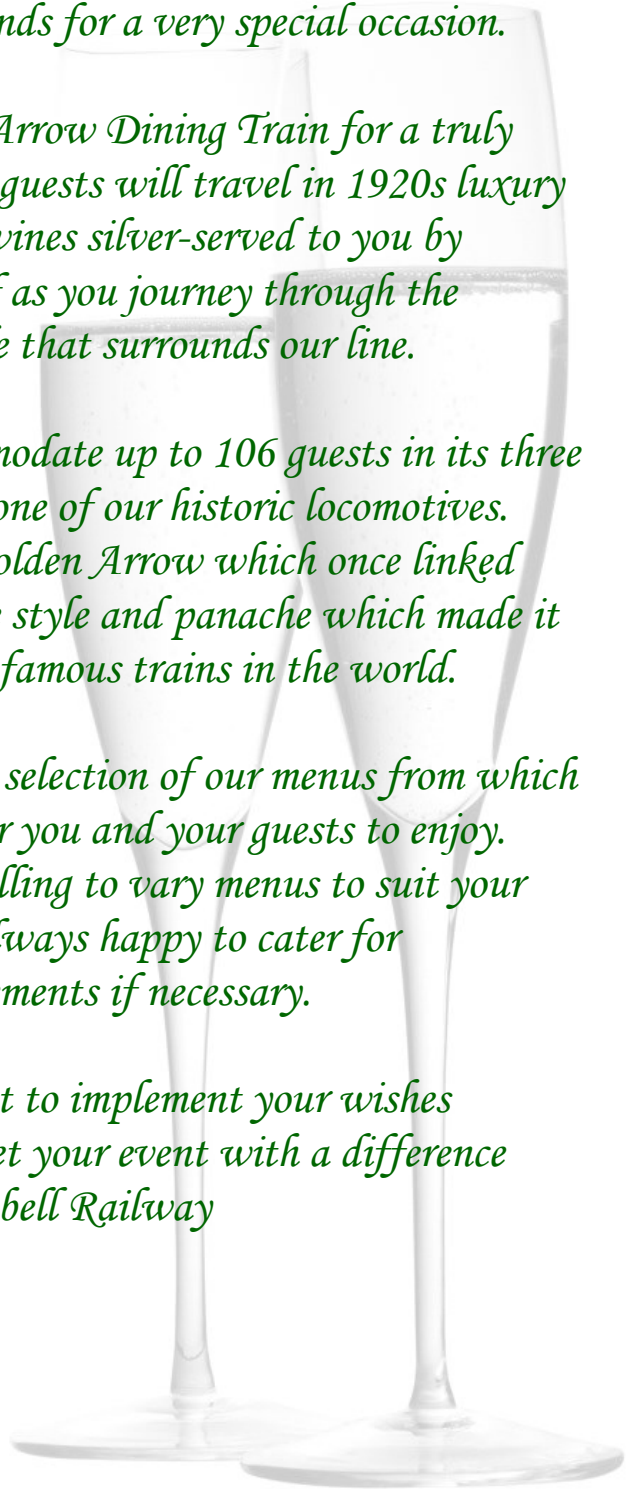 nds for a very special occasion.
Arrow Dining Train for a truly
guests will travel in 1920s luxury
vines silver-served to you by
f as you journey through the
e that surrounds our line.
modate up to 106 guests in its three
one of our historic locomotives.
olden Arrow which once linked
e style and panache which made it
famous trains in the world.
selection of our menus from which
r you and your guests to enjoy.
lling to vary menus to suit your
lways happy to cater for
ements if necessary.
t to implement your wishes
et your event with a difference
bell Railway